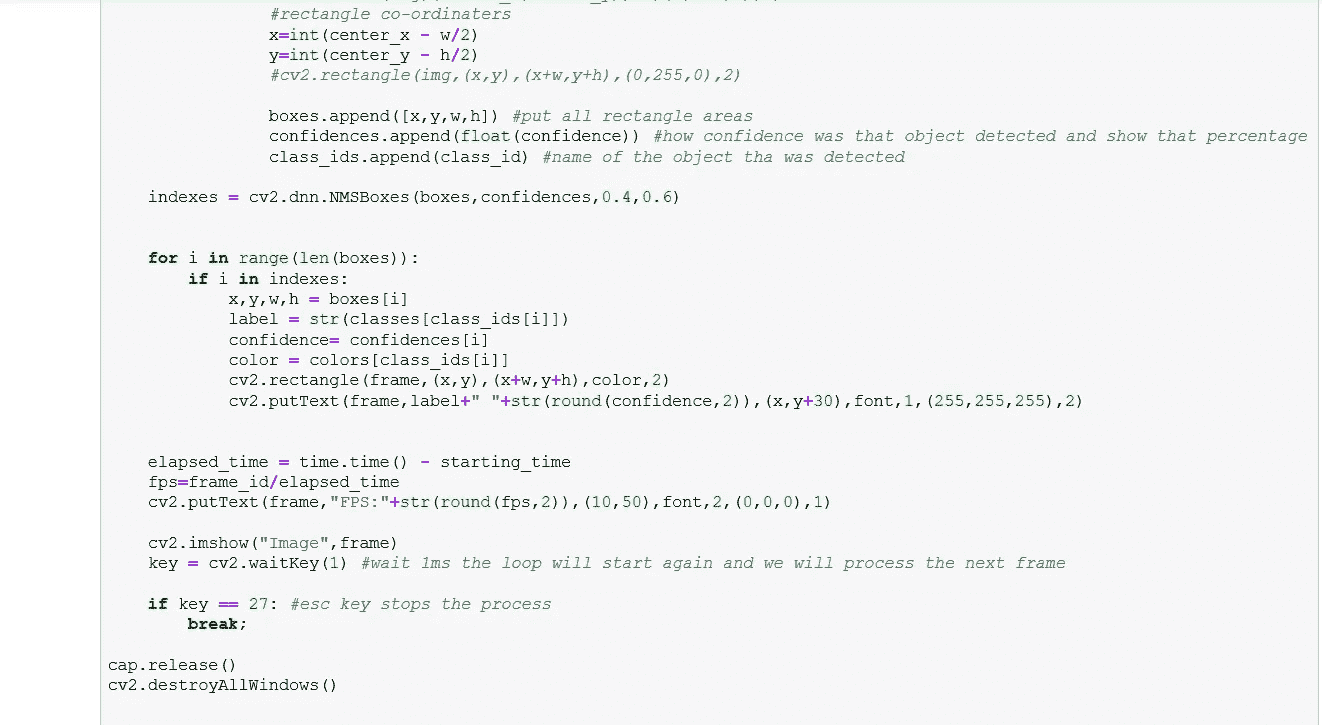 #rectangle co-ordinaters
x=int(center_x - w/2)
y=int(center_y - h/2)
#cv2.rectangle(img,(x,y),(x+w,y+h),(0,255,0),2)
boxes.append([x,y,w,h]) #put all rectangle areas
confidences.append(float(confidence)) #how confidence was that object detected and show that percentage
class_ids.append(class_id) #name of the object tha was detected
indexes = cv2.dnn.NMSBoxes(boxes,confidences,0.4,0.6)
for i in range(len(boxes)):
if i in indexes:
x,y,w,h = boxes[i]
label = str(classes[class_ids[i]])
confidence= confidences[i]
color = colors[class_ids[i]]
cv2.rectangle(frame,(x,y),(x+w,y+h),color,2)
cv2.putText(frame,label+" "+str(round(confidence,2)),(x,y+30),font,1,(255,255,255),2)
elapsed_time = time.time() - starting_time
fps=frame_id/elapsed_time
cv2.putText(frame,"FPS:"+str(round(fps,2)),(10,50),font,2,(0,0,0),1)
cv2.imshow("Image",frame)
key = cv2.waitKey(1) #wait 1ms the loop will start again and we will process the next frame
if key == 27: #esc key stops the process
break;
cap.release()
cv2.destroyAllWindows()